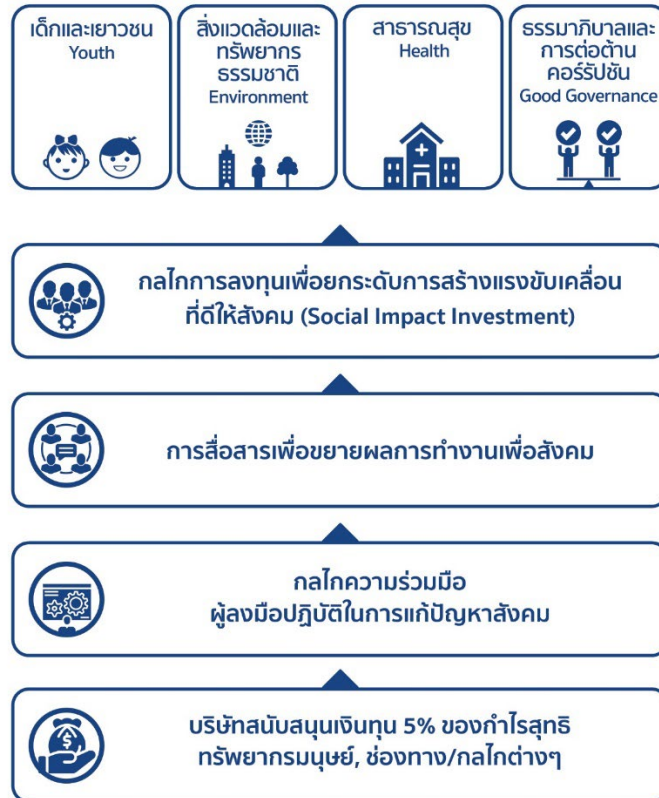 เด็กและเยาวชน
Youth
สิ่งแวดล้อมและ
ทรัพยากร
ธรรมชาติ
Environment
สาธารณสุข
Health
ธรรมาภิบาลและ
การต่อต้าน
คอร์รัปชัน
Good Governance
กลไกการลงทุนเพื่อยกระดับการสร้างแรงขับเคลื่อน
ที่ดีให้สังคม (Social Impact Investment)
การสื่อสารเพื่อขยายผลการทำงานเพื่อสังคม
กลไกความร่วมมือ
ผู้ลงมือปฏิบัติในการแก้ปัญหาสังคม
บริษัทสนับสนุนเงินทุน 5% ของกำไรสุทธิ
ทรัพยากรมนุษย์, ช่องทาง/กลไกต่างๆ